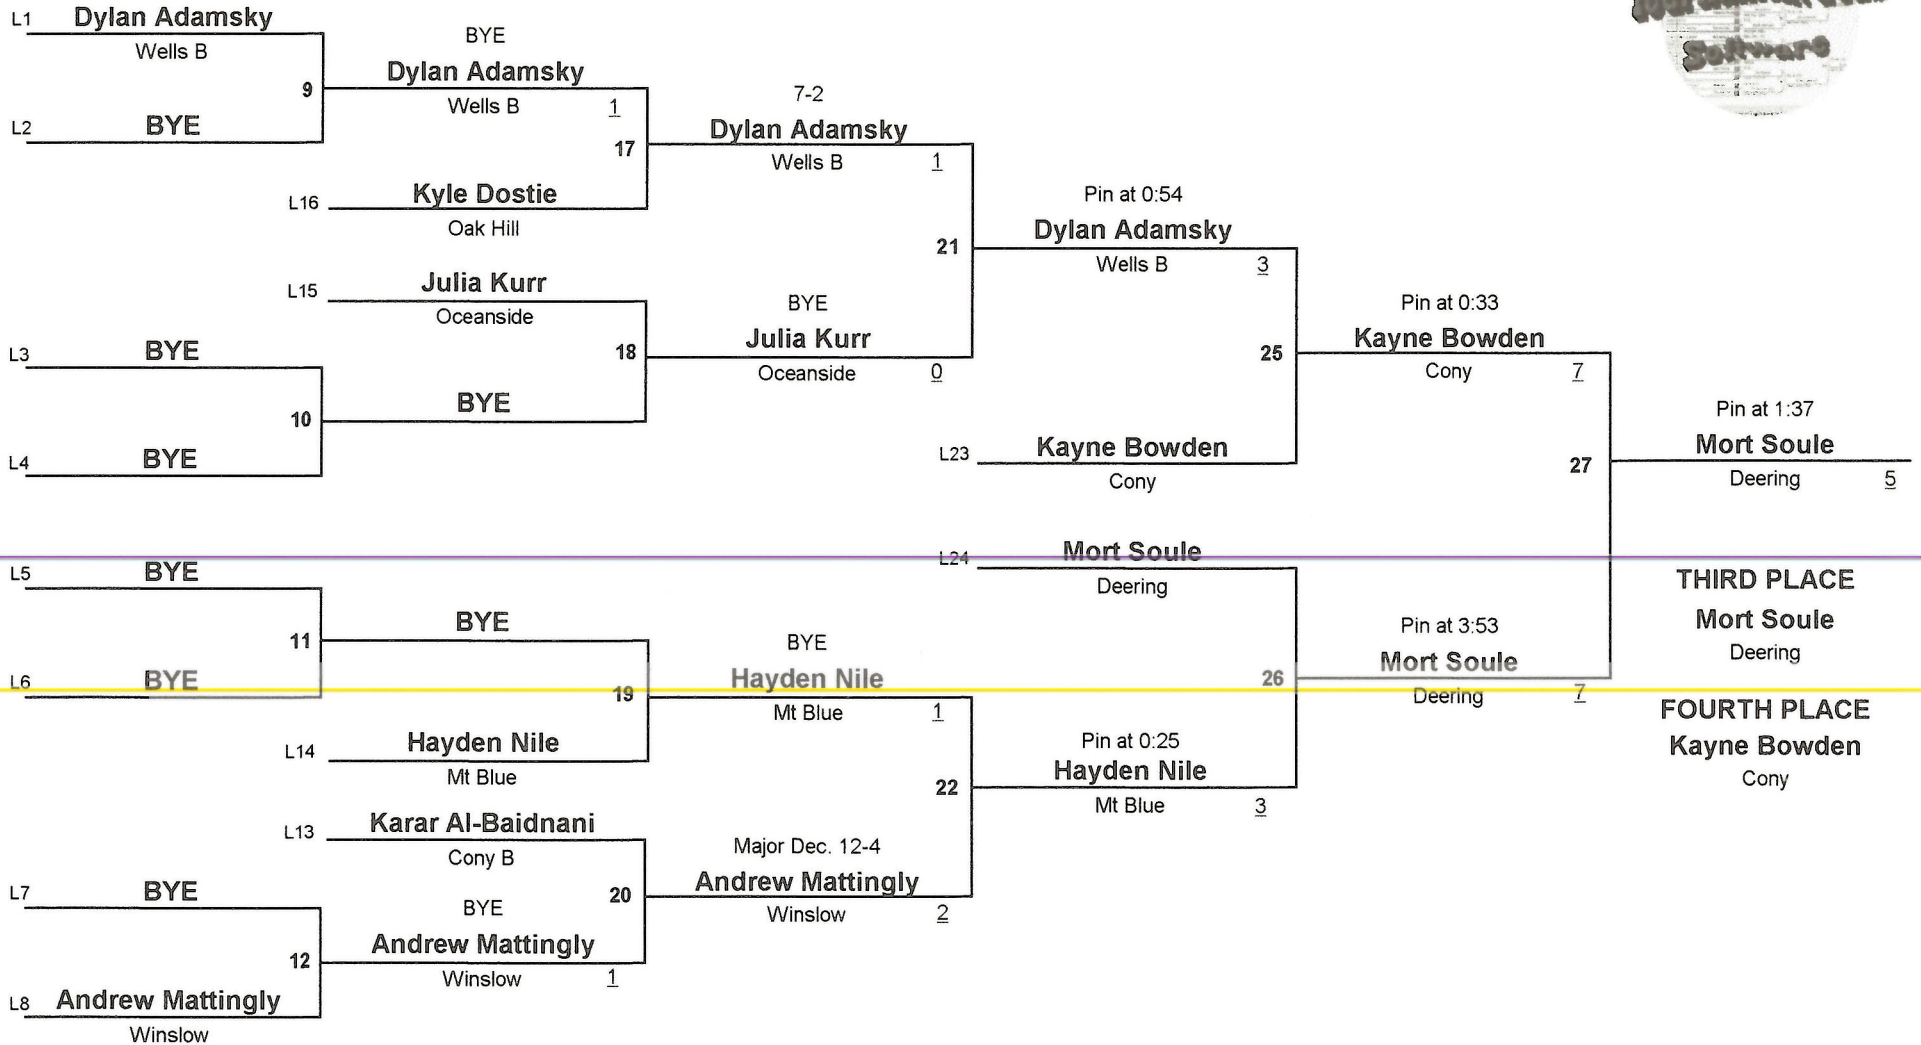 L1 Dylan Adamsky
Wells B
9
L2 BYE
BYE
Dylan Adamsky
Wells B 1
17
L16 Kyle Dostie
Oak Hill
7-2
Dylan Adamsky
Wells B 1
L15 Julia Kurr
Oceanside
18
L3 BYE
10
L4 BYE
BYE
BYE
Julia Kurr
Oceanside 0
21
Pin at 0:54
Dylan Adamsky
Wells B 3
25
L23 Kayne Bowden
Cony
Pin at 0:33
Kayne Bowden
Cony 7
27
Pin at 1:37
Mort Soule
Deering 5
L24 Mort Soule
Deering
L5 BYE
11
L6 BYE
BYE
19
L14 Hayden Nile
Mt Blue
BYE
Hayden Nile
Mt Blue 1
22
L13 Karar Al-Baidnani
Cony B
20
L7 BYE
12
L8 Andrew Mattingly
Winslow
BYE
Andrew Mattingly
Winslow 1
Major Dec. 12-4
Andrew Mattingly
Winslow 2
Pin at 0:25
Hayden Nile
Mt Blue 3
26
Pin at 3:53
Mort Soule
Deering 7
THIRD PLACE
Mort Soule
Deering
FOURTH PLACE
Kayne Bowden
Cony
Software